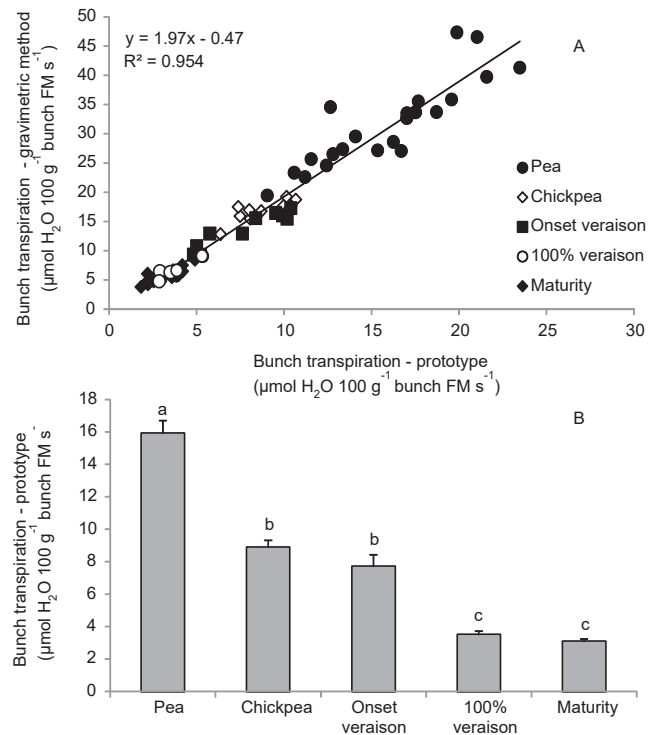 50
45
40
35
30
25
20
15
10
5
0
Bunch transpiration - gravimetric method
(µmol H₂O 100 g⁻¹ bunch FM s⁻¹)
y = 1.97x - 0.47
R² = 0.954
A
Pea
Chickpea
Onset veraison
100% veraison
Maturity
0 5 10 15 20 25 30
Bunch transpiration - prototype
(µmol H₂O 100 g⁻¹ bunch FM s⁻¹)
18
16
14
12
10
8
6
4
2
0
Bunch transpiration - prototype
(µmol H₂O 100 g⁻¹ bunch FM s⁻
B
a
b
b
c
c
Pea Chickpea Onset veraison 100% veraison Maturity